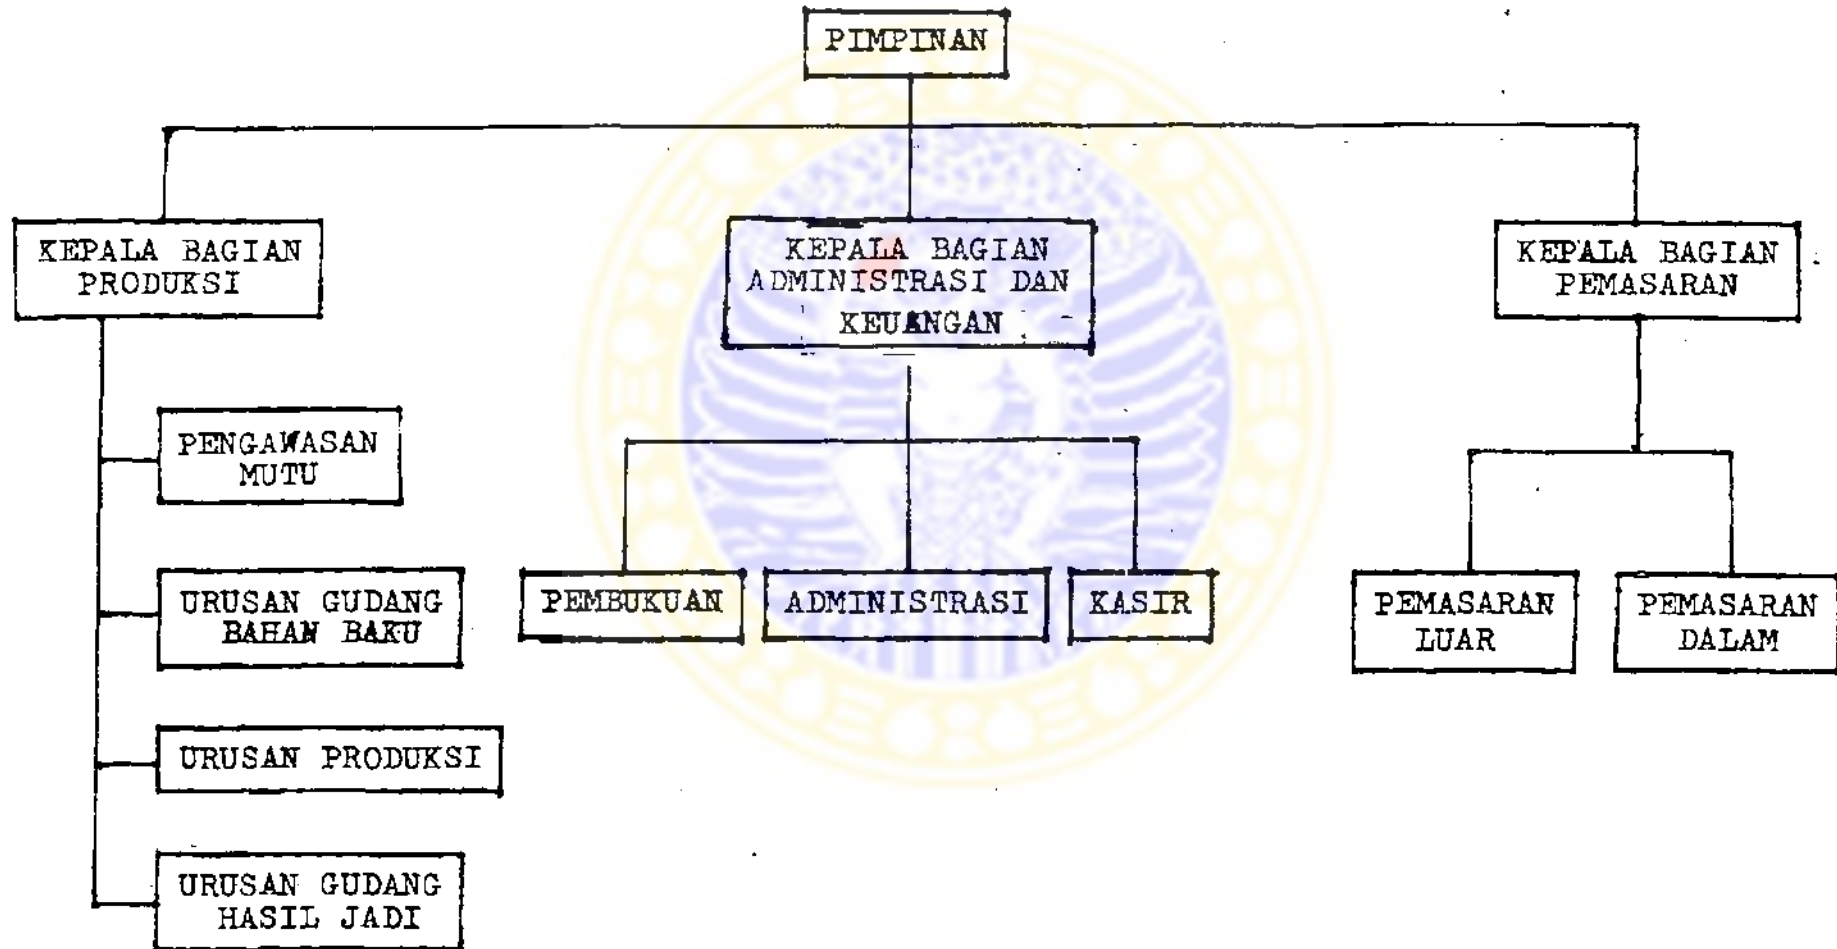 PIMPINAN
KEPALA BAGIAN
PRODUKSI
KEPALA BAGIAN
ADMINISTRASI DAN
KEUANGAN
KEPALA BAGIAN
PEMASARAN
PENGAWASAN
MUTU
URUSAN GUDANG
BAHAN BAKU
URUSAN PRODUKSI
URUSAN GUDANG
HASIL JADI
PEMBUKUAN
ADMINISTRASI
KASIR
PEMASARAN
LUAR
PEMASARAN
DALAM